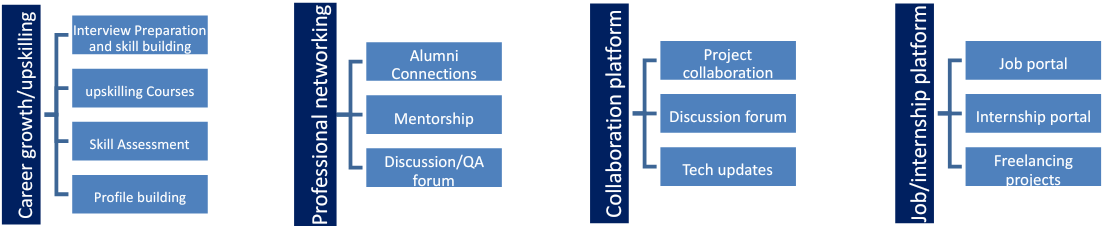 Career growth/upskilling
Interview Preparation
and skill building
upskilling Courses
Skill Assessment
Profile building
Professional networking
Alumni
Connections
Mentorship
Discussion/QA
forum
Collaboration platform
Project
collaboration
Discussion forum
Tech updates
Job/internship platform
Job portal
Internship portal
Freelancing
projects